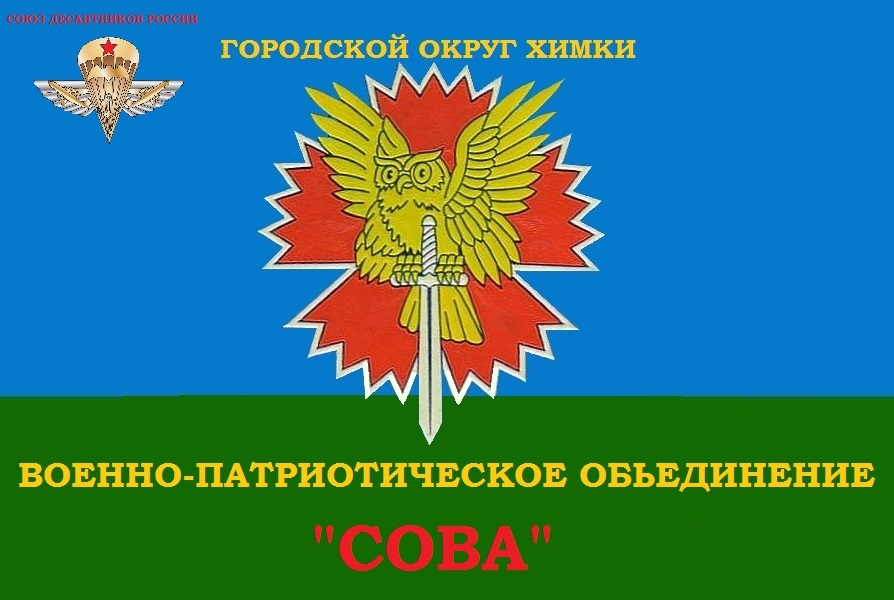 СОЮЗ ДЕСАНТНИКОВ РОССИИ
ГОРОДСКОЙ ОКРУГ ХИМКИ
ВОЕННО-ПАТРИОТИЧЕСКОЕ ОБЬЕДИНЕНИЕ
"СОВА"